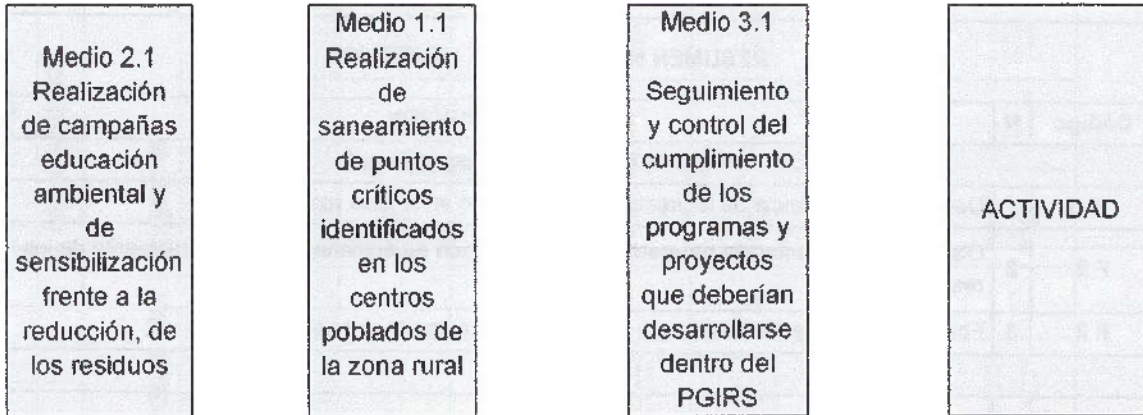 Medio 2.1
Realización
de campañas
educación
ambiental y
de
sensibilización
frente a la
reducción, de
los residuos
Medio 1.1
Realización
de
saneamiento
de puntos
críticos
identificados
en los
centros
poblados de
la zona rural
Medio 3.1
Seguimiento
y control del
cumplimiento
de los
programas y
proyectos
que deberían
desarrollarse
dentro del
PGIRS
ACTIVIDAD